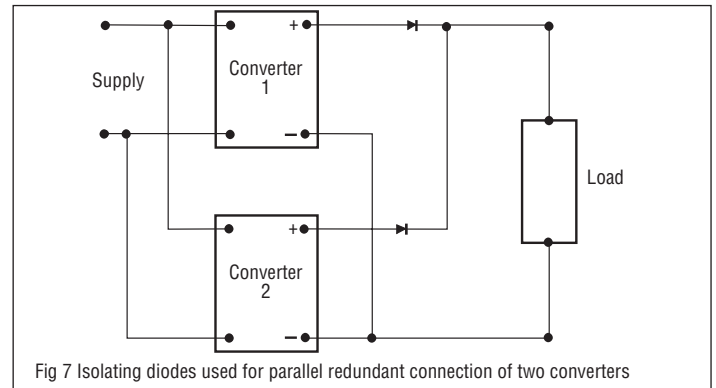 +
Supply
Converter
1
−
Load
+
Converter
2
−
Fig 7 Isolating diodes used for parallel redundant connection of two converters